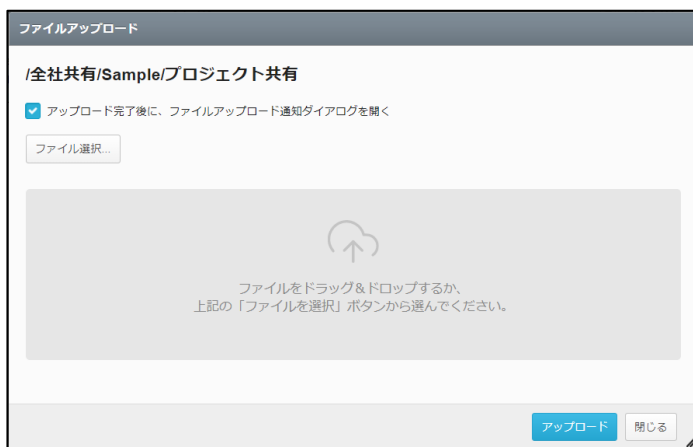 ファイルアップロード
/全社共有/Sample/プロジェクト共有
アップロード完了後に、ファイルアップロード通知ダイアログを開く
ファイル選択...
ファイルをドラッグ＆ドロップするか、
上記の「ファイルを選択」ボタンから選んでください。
アップロード
閉じる